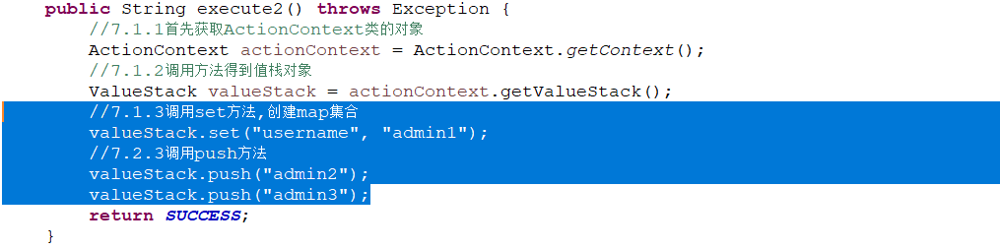 public String execute2() throws Exception {
//7.1.1首先获取ActionContext类的对象
ActionContext actionContext = ActionContext.getContext();
//7.1.2调用方法得到值栈对象
ValueStack valueStack = actionContext.getValueStack();
//7.1.3调用set方法,创建map集合
valueStack.set("username", "admin1");
//7.2.3调用push方法
valueStack.push("admin2");
valueStack.push("admin3");
return SUCCESS;
}